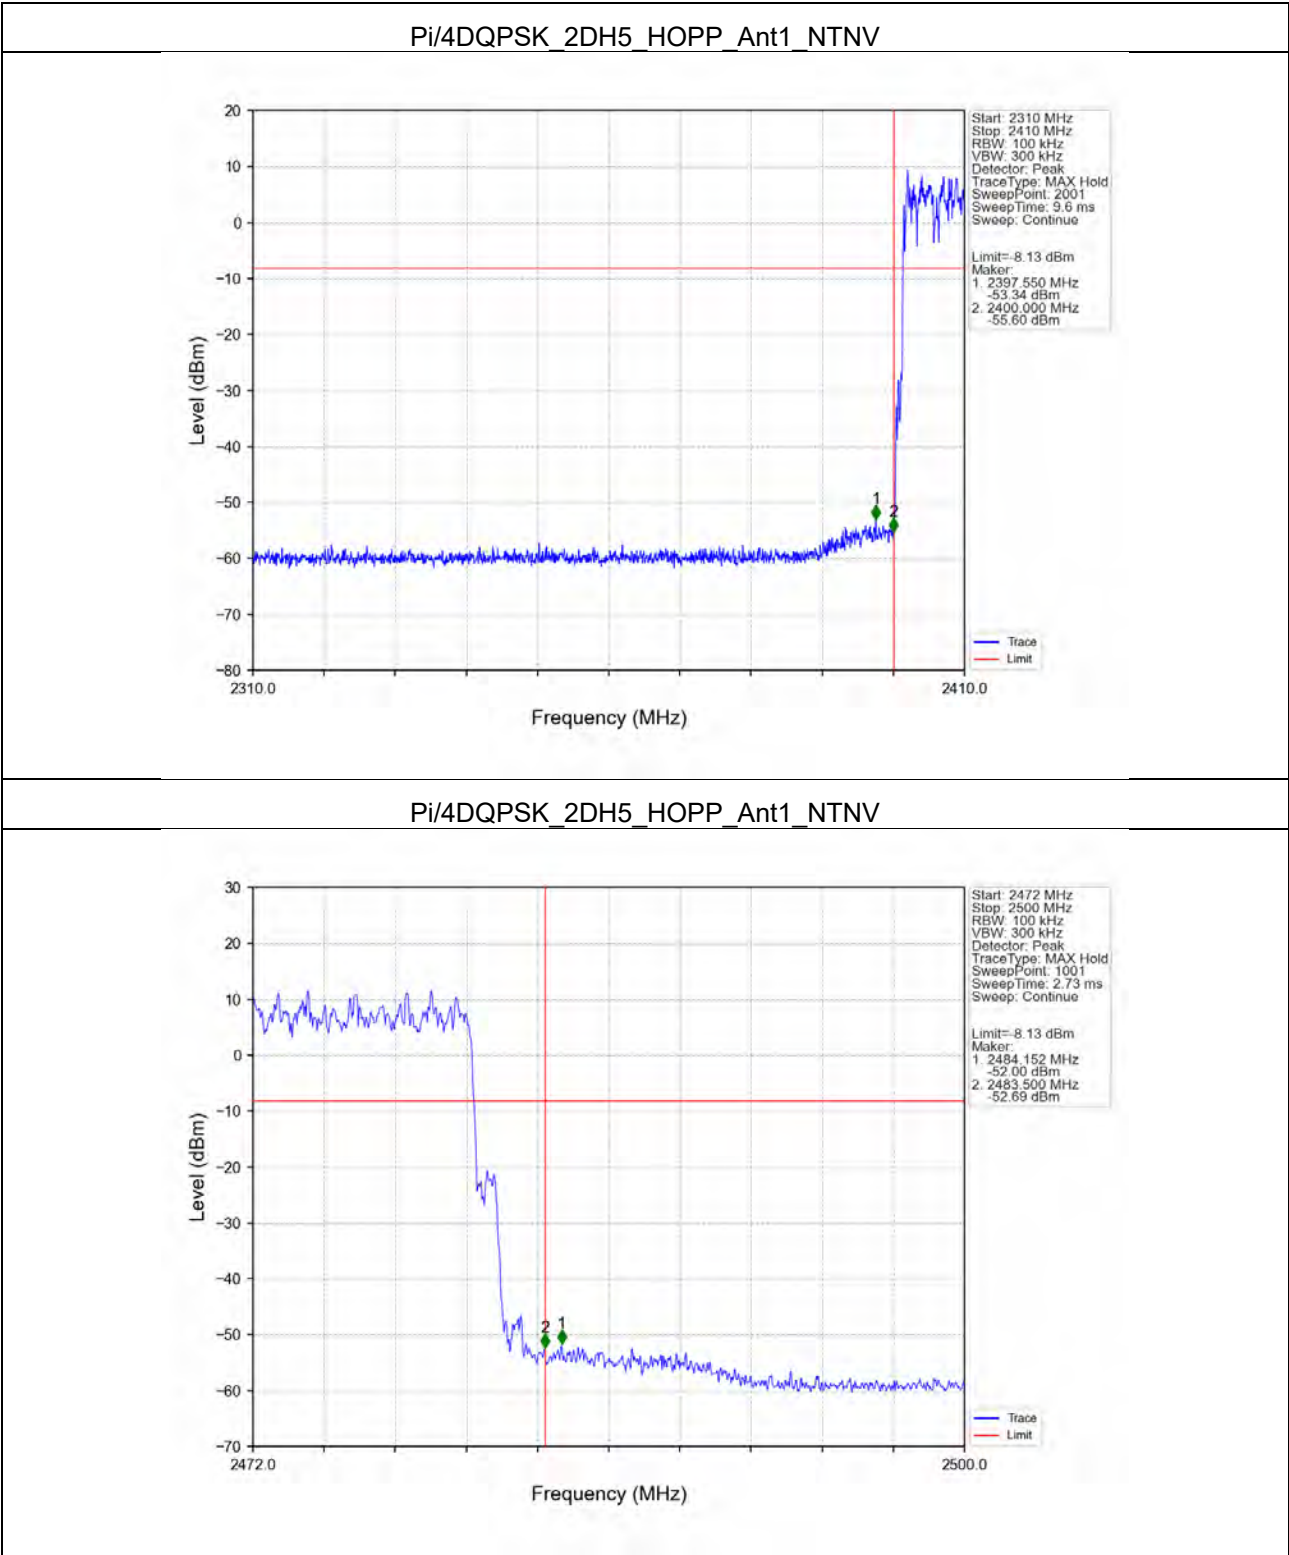 Pi/4DQPSK_2DH5_HOPP_Ant1_NTNV
20
10
0
−10
−20
−30
−40
−50
−60
−70
−80
Level (dBm)
1
2
2310.0
2410.0
Frequency (MHz)
Start: 2310 MHz
Stop: 2410 MHz
RBW: 100 kHz
VBW: 300 kHz
Detector: Peak
TraceType: MAX Hold
SweepPoint: 2001
SweepTime: 9.6 ms
Sweep: Continue
Limit=-8.13 dBm
Maker:
1. 2397.550 MHz
-53.34 dBm
2. 2400.000 MHz
-55.60 dBm
Trace
Limit
Pi/4DQPSK_2DH5_HOPP_Ant1_NTNV
30
20
10
0
−10
−20
−30
−40
−50
−60
−70
Level (dBm)
2 1
2472.0
2500.0
Frequency (MHz)
Start: 2472 MHz
Stop: 2500 MHz
RBW: 100 kHz
VBW: 300 kHz
Detector: Peak
TraceType: MAX Hold
SweepPoint: 1001
SweepTime: 2.73 ms
Sweep: Continue
Limit=-8.13 dBm
Maker:
1. 2484.152 MHz
-52.00 dBm
2. 2483.500 MHz
-52.69 dBm
Trace
Limit